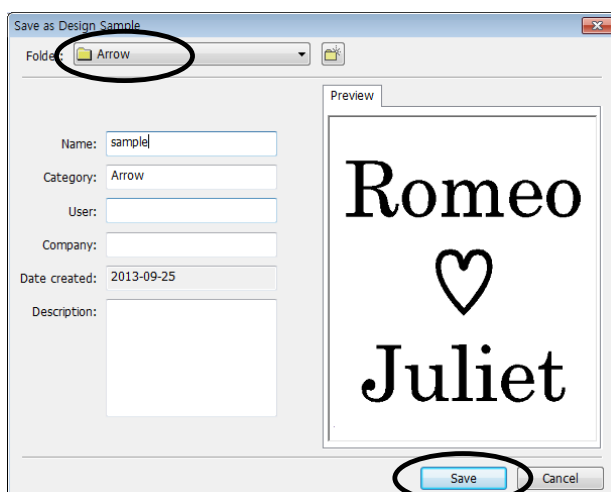 Save as Design Sample
Folder: Arrow
Preview
Name: sample
Category: Arrow
User:
Company:
Date created: 2013-09-25
Description:
Romeo
♡
Juliet
Save Cancel